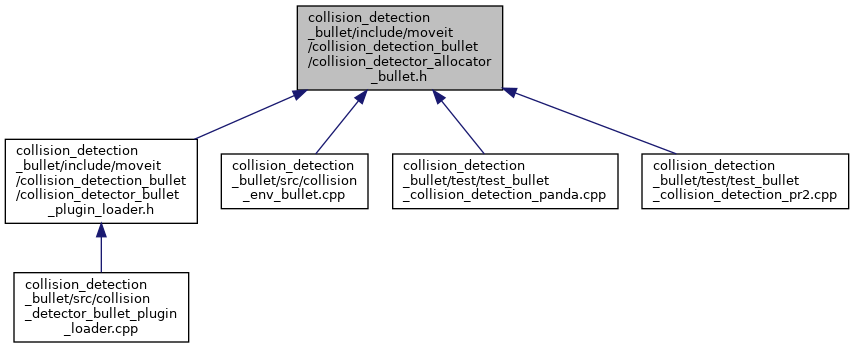 collision_detection
_bullet/include/moveit
/collision_detection_bullet
/collision_detector_allocator
_bullet.h
collision_detection
_bullet/include/moveit
/collision_detection_bullet
/collision_detector_bullet
_plugin_loader.h
collision_detection
_bullet/src/collision
_env_bullet.cpp
collision_detection
_bullet/test/test_bullet
_collision_detection_panda.cpp
collision_detection
_bullet/test/test_bullet
_collision_detection_pr2.cpp
collision_detection
_bullet/src/collision
_detector_bullet_plugin
_loader.cpp